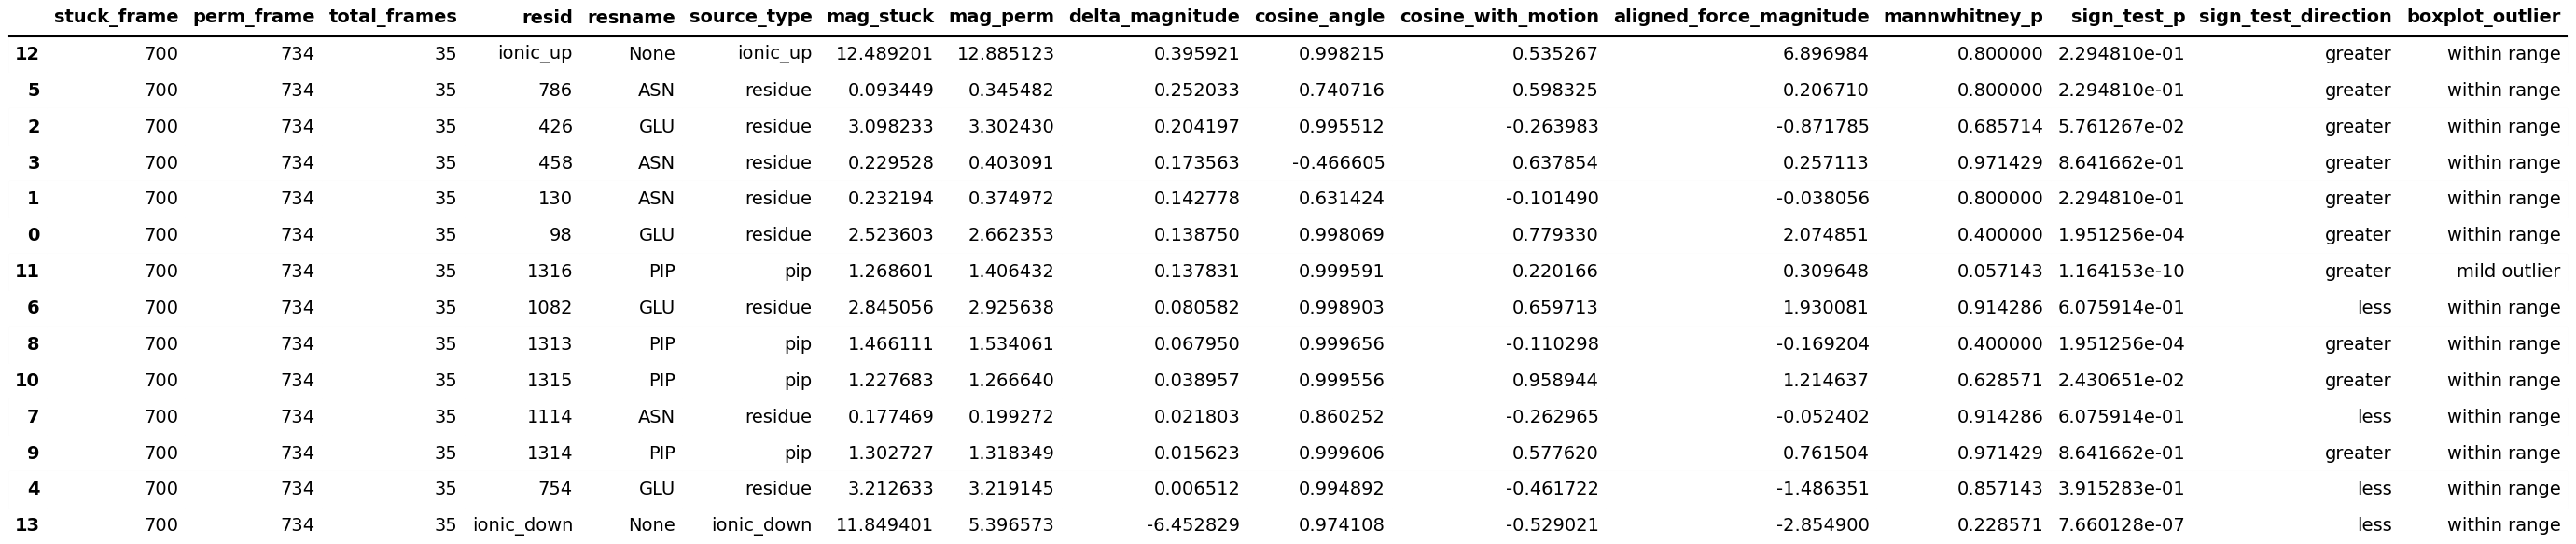 stuck_frame perm_frame total_frames resid resname source_type mag_stuck mag_perm delta_magnitude cosine_angle cosine_with_motion aligned_force_magnitude mannwhitney_p sign_test_p sign_test_direction boxplot_outlier
12 700 734 35 ionic_up None ionic_up 12.489201 12.885123 0.395921 0.998215 0.535267 6.896984 0.800000 2.294810e-01 greater within range
5 700 734 35 786 ASN residue 0.093449 0.345482 0.252033 0.740716 0.598325 0.206710 0.800000 2.294810e-01 greater within range
2 700 734 35 426 GLU residue 3.098233 3.302430 0.204197 0.995512 -0.263983 -0.871785 0.685714 5.761267e-02 greater within range
3 700 734 35 458 ASN residue 0.229528 0.403091 0.173563 -0.466605 0.637854 0.257113 0.971429 8.641662e-01 greater within range
1 700 734 35 130 ASN residue 0.232194 0.374972 0.142778 0.631424 -0.101490 -0.038056 0.800000 2.294810e-01 greater within range
0 700 734 35 98 GLU residue 2.523603 2.662353 0.138750 0.998069 0.779330 2.074851 0.400000 1.951256e-04 greater within range
11 700 734 35 1316 PIP pip 1.268601 1.406432 0.137831 0.999591 0.220166 0.309648 0.057143 1.164153e-10 greater mild outlier
6 700 734 35 1082 GLU residue 2.845056 2.925638 0.080582 0.998903 0.659713 1.930081 0.914286 6.075914e-01 less within range
8 700 734 35 1313 PIP pip 1.466111 1.534061 0.067950 0.999656 -0.110298 -0.169204 0.400000 1.951256e-04 greater within range
10 700 734 35 1315 PIP pip 1.227683 1.266640 0.038957 0.999556 0.958944 1.214637 0.628571 2.430651e-02 greater within range
7 700 734 35 1114 ASN residue 0.177469 0.199272 0.021803 0.860252 -0.262965 -0.052402 0.914286 6.075914e-01 less within range
9 700 734 35 1314 PIP pip 1.302727 1.318349 0.015623 0.999606 0.577620 0.761504 0.971429 8.641662e-01 greater within range
4 700 734 35 754 GLU residue 3.212633 3.219145 0.006512 0.994892 -0.461722 -1.486351 0.857143 3.915283e-01 less within range
13 700 734 35 ionic_down None ionic_down 11.849401 5.396573 -6.452829 0.974108 -0.529021 -2.854900 0.228571 7.660128e-07 less within range